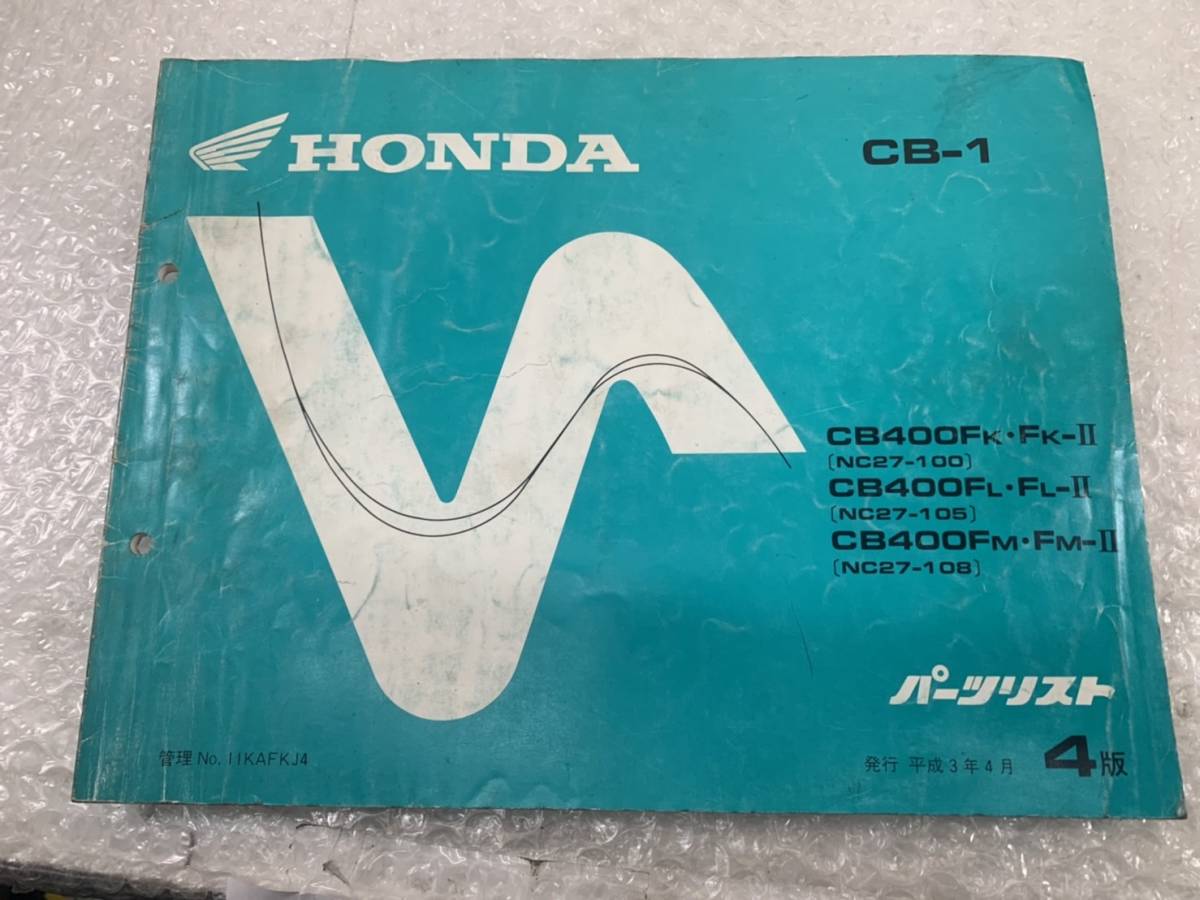 HONDA
CB-1
CB400FK・FK-II
〔NC27-100〕
CB400FL・FL-II
〔NC27-105〕
CB400FM・FM-II
〔NC27-108〕
パーツリスト
管理 No. 11KAFKJ4
発行 平成3年4月 4版